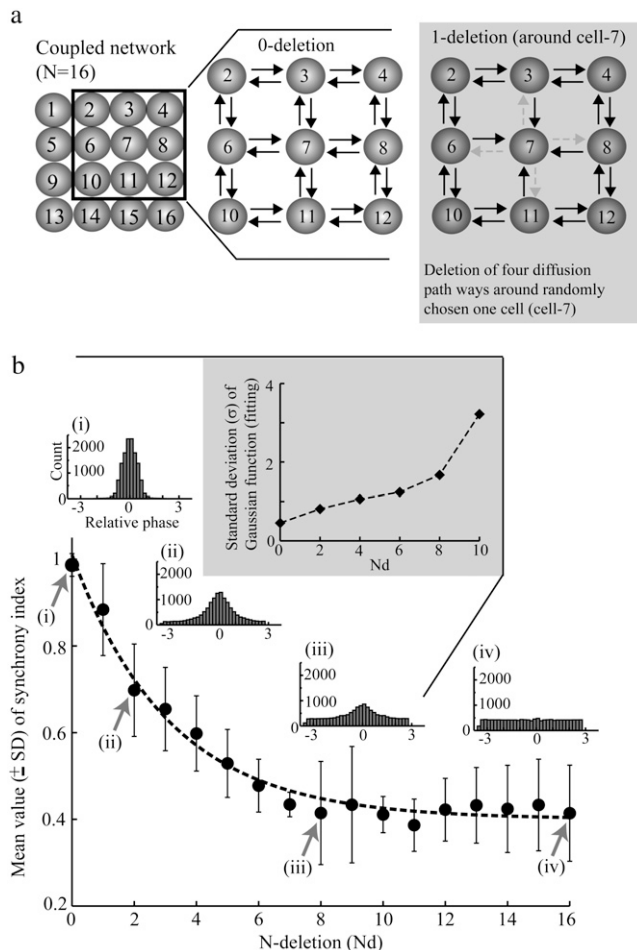 a
Coupled network
(N=16)
0-deletion
1-deletion (around cell-7)
1 2 3 4
5 6 7 8
9 10 11 12
13 14 15 16
2 3 4
6 7 8
10 11 12
2 3 4
6 7 8
10 11 12
Deletion of four diffusion
path ways around randomly
chosen one cell (cell-7)
b
(i)
Count
2000
1000
-3 0 3
Relative phase
Standard deviation (σ) of
Gaussian function (fitting)
4
2
0
0 2 4 6 8 10
Nd
(ii)
2000
1000
-3 0 3
(iii)
2000
1000
-3 0 3
(iv)
2000
1000
-3 0 3
Mean value (± SD) of synchrony index
1
0.8
0.6
0.4
0.2
(i)
(ii)
(iii)
(iv)
0 2 4 6 8 10 12 14 16
N-deletion (Nd)